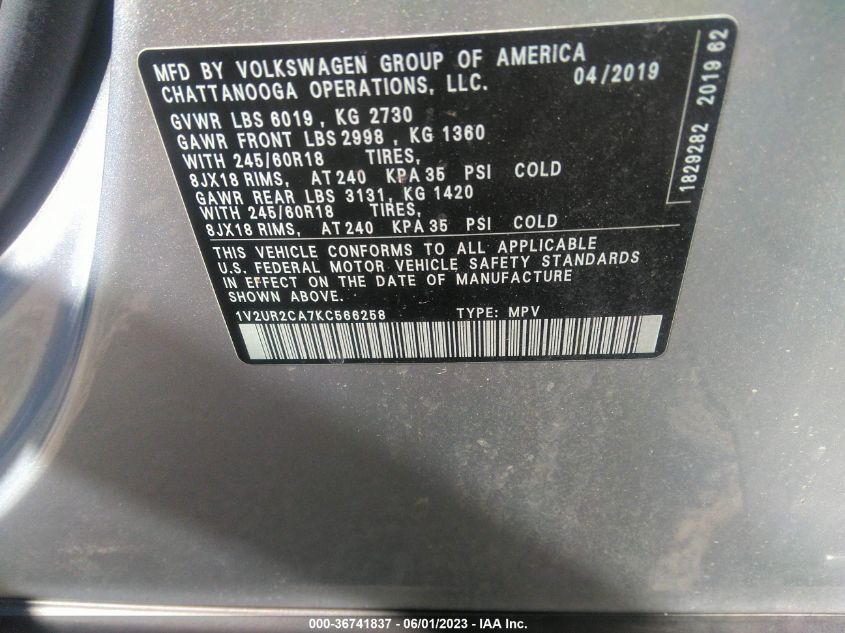 MFD BY VOLKSWAGEN GROUP OF AMERICA
CHATTANOOGA OPERATIONS, LLC. 04/2019
GVWR LBS 6019 , KG 2730
GAWR FRONT LBS 2998 , KG 1360
WITH 245/60R18 TIRES,
8JX18 RIMS, AT 240 KPA 35 PSI COLD
GAWR REAR LBS 3131, KG 1420
WITH 245/60R18 TIRES,
8JX18 RIMS, AT 240 KPA 35 PSI COLD
THIS VEHICLE CONFORMS TO ALL APPLICABLE
U.S. FEDERAL MOTOR VEHICLE SAFETY STANDARDS
IN EFFECT ON THE DATE OF MANUFACTURE
SHOWN ABOVE.
1V2UR2CA7KC566258 TYPE: MPV
1829282 2019 62
000-36741837 - 06/01/2023 - IAA Inc.